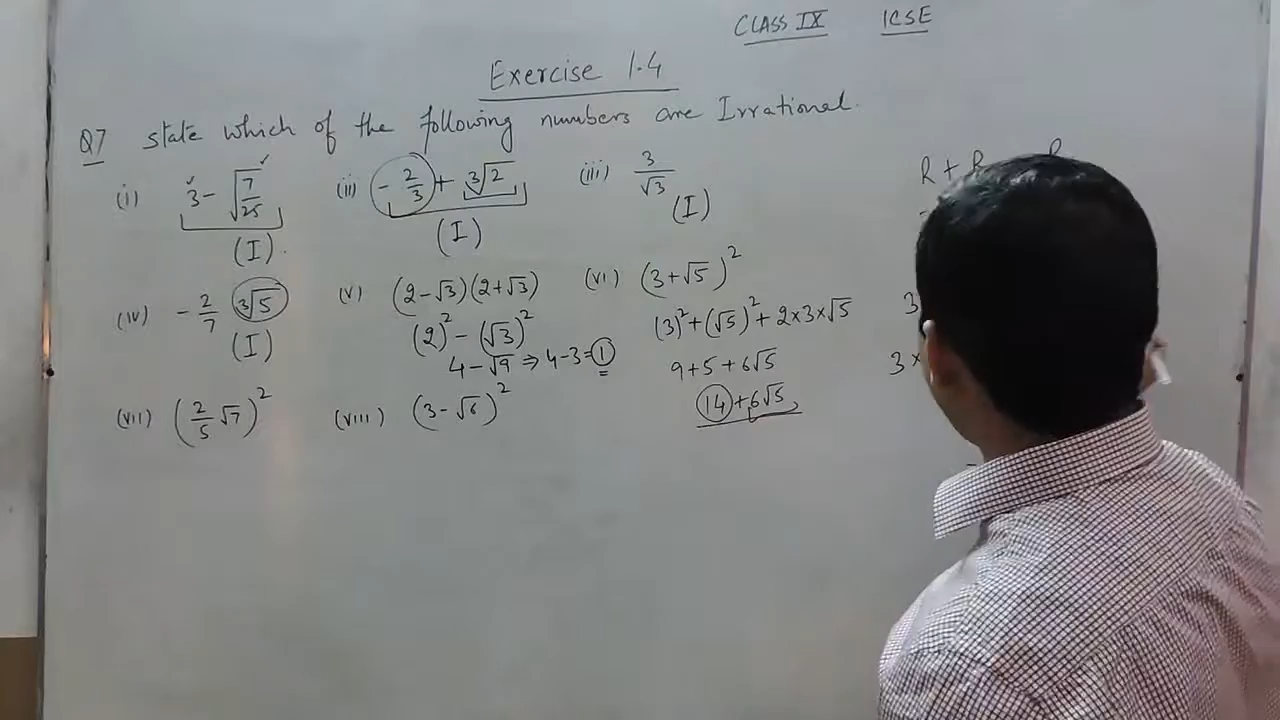 CLASS IX ICSE
Exercise 1.4
Q7 state which of the following numbers are Irrational.
(i) 3 - √(7/25) (ii) - 2/3 + ∛2 (iii) 3/√3
(I) (I) (I)
R + R
(iv) - 2/7 ∛5 (v) (2-√3)(2+√3) (vi) (3+√5)²
(I) (2)² - (√3)² (3)² + (√5)² + 2×3×√5 3
4 - √9 ⇒ 4-3=1 9+5+6√5 3×
14+6√5
(vii) (2/5 √7)² (viii) (3-√6)²